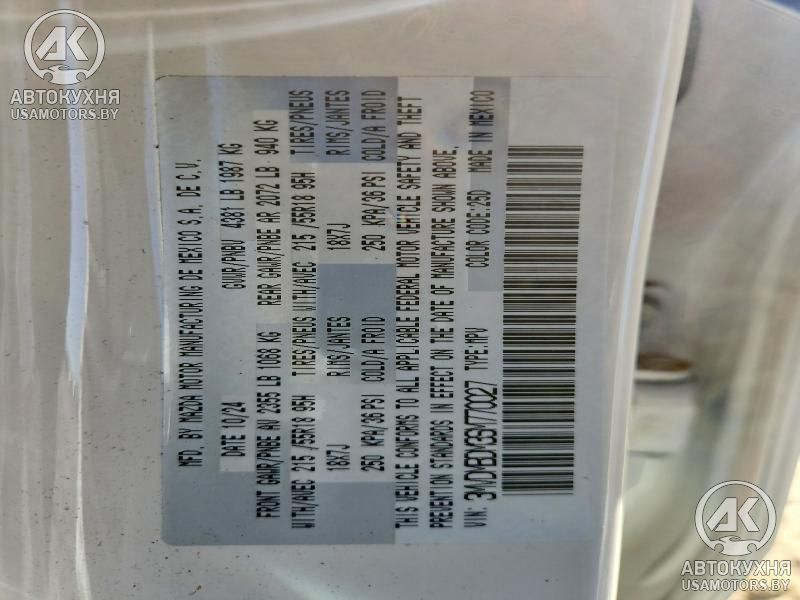 АК
АВТОКУХНЯ
USAMOTORS.BY
MFD. BY MAZDA MOTOR MANUFACTURING DE MEXICO S.A. DE C.V.
DATE 10/24 GVWR/PNBV 4381 LB 1987 KG
FRONT GAWR/PNBE AV 2355 LB 1068 KG REAR GAWR/PNBE AR 2072 LB 940 KG
WITH/AVEC 215 /55R18 95H TIRES/PNEUS WITH/AVEC 215 /55R18 95H TIRES/PNEUS
18X7J RIMS/JANTES 18X7J RIMS/JANTES
250 KPA/36 PSI COLD/A FROID 250 KPA/36 PSI COLD/A FROID
THIS VEHICLE CONFORMS TO ALL APPLICABLE FEDERAL MOTOR VEHICLE SAFETY AND THEFT
PREVENTION STANDARDS IN EFFECT ON THE DATE OF MANUFACTURE SHOWN ABOVE.
VIN: TYPE:MPV COLOR CODE:25D MADE IN MEXICO
АК
АВТОКУХНЯ
USAMOTORS.BY